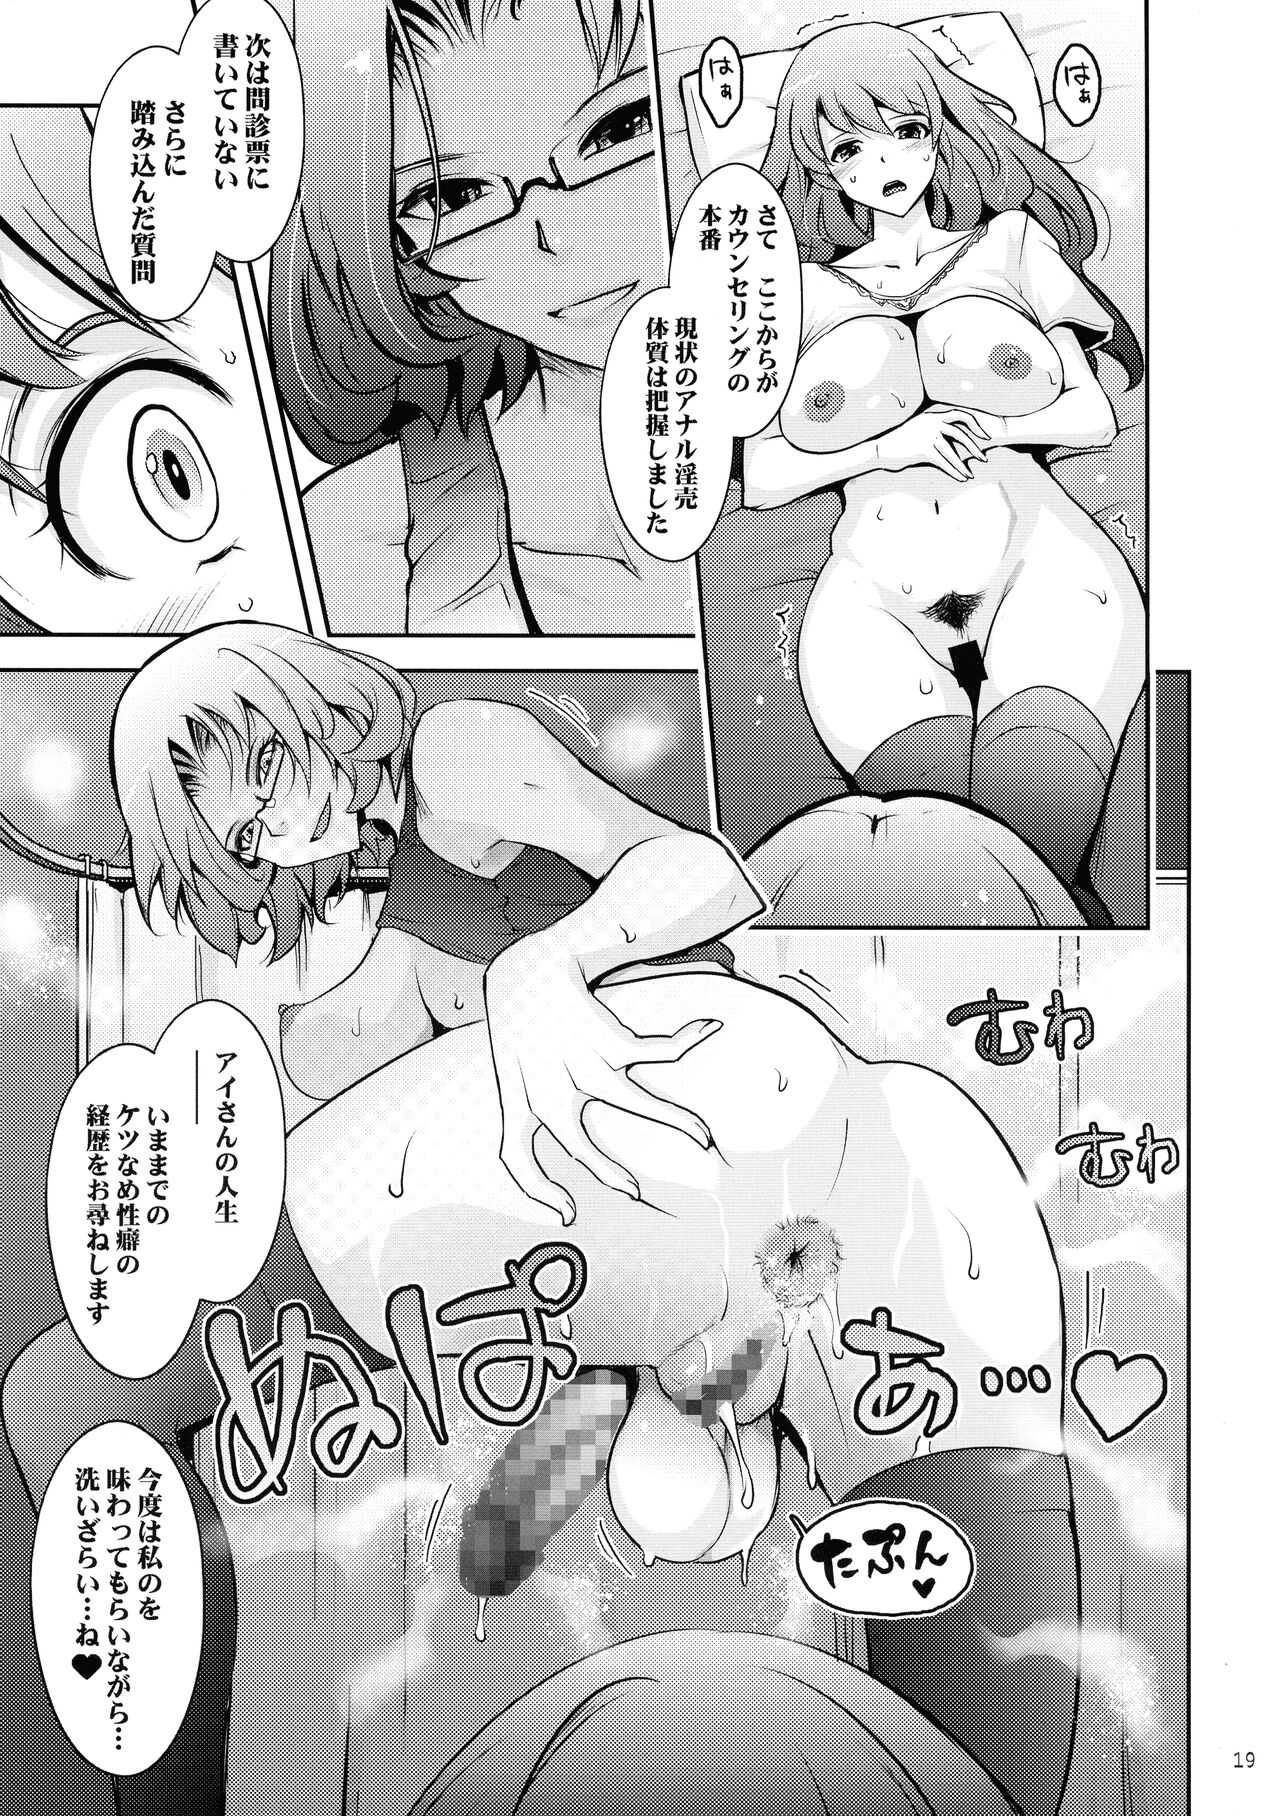 はぁ
はぁ
さて ここからが
カウンセリングの
本番
現状のアナル淫売
体質は把握しました
次は問診票に
書いていない
さらに
踏み込んだ質問
むわ
むわ
アイさんの人生
――
いままでの
ケツなめ性癖の
経歴をお尋ねします
ぬぱ
あ…♡
たぷん♡
今度は私のを
味わってもらいながら…
洗いざらい…ね♥
19